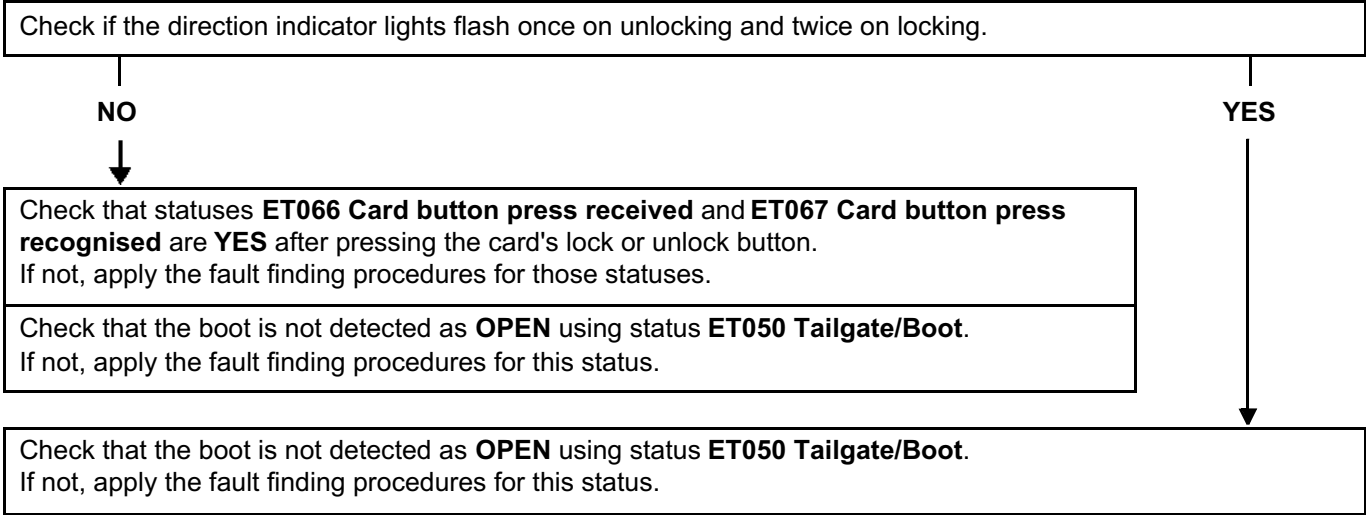 Check if the direction indicator lights flash once on unlocking and twice on locking.
NO
YES
Check that statuses ET066 Card button press received and ET067 Card button press
recognised are YES after pressing the card's lock or unlock button.
If not, apply the fault finding procedures for those statuses.
Check that the boot is not detected as OPEN using status ET050 Tailgate/Boot.
If not, apply the fault finding procedures for this status.
Check that the boot is not detected as OPEN using status ET050 Tailgate/Boot.
If not, apply the fault finding procedures for this status.